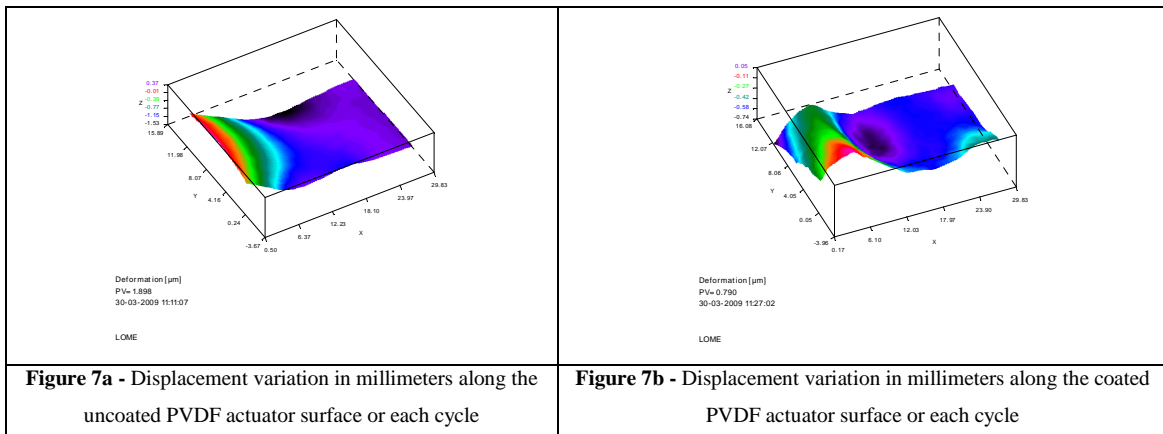 0.37
-0.01
-0.39
-0.77
-1.15
-1.53
Z
15.89
11.98
8.07
4.16
0.24
-3.67
Y
0.50
6.37
12.23
18.10
23.97
29.83
X
Deformation [µm]
PV= 1.898
30-03-2009 11:11:07
LOME
0.05
-0.11
-0.27
-0.42
-0.58
-0.74
Z
16.08
12.07
8.06
4.05
0.05
-3.96
Y
0.17
6.10
12.03
17.97
23.90
29.83
X
Deformation [µm]
PV= 0.790
30-03-2009 11:27:02
LOME
Figure 7a - Displacement variation in millimeters along the
uncoated PVDF actuator surface or each cycle
Figure 7b - Displacement variation in millimeters along the coated
PVDF actuator surface or each cycle